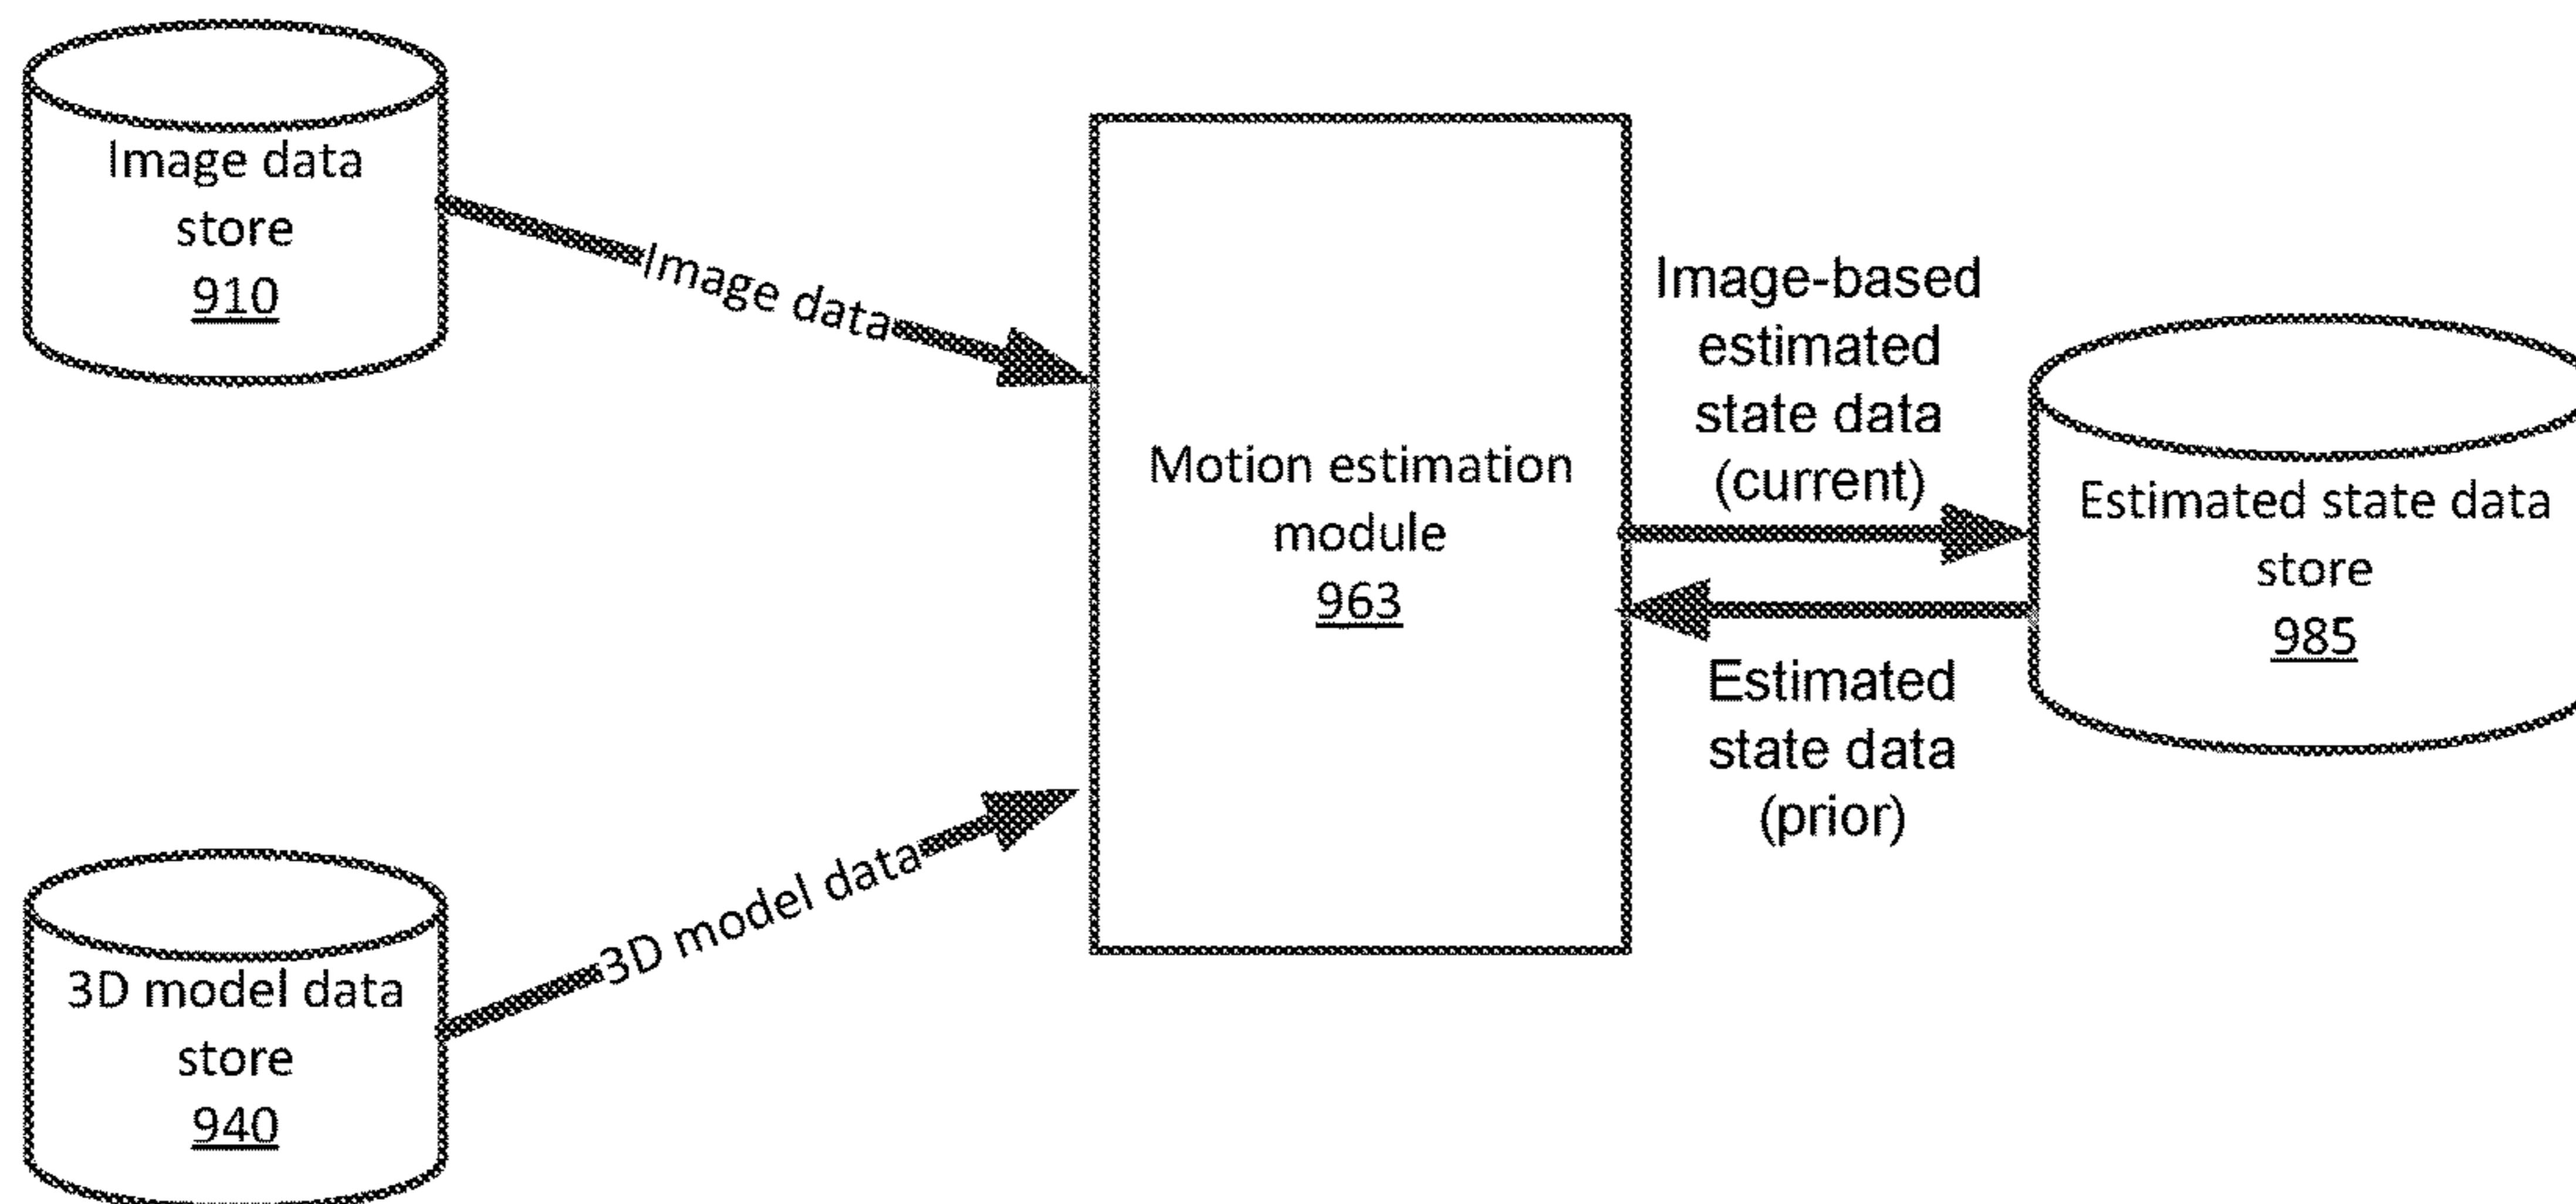 Image data
store
910
Image data
Motion estimation
module
963
Image-based
estimated
state data
(current)
Estimated state data
store
985
Estimated
state data
(prior)
3D model data
3D model data
store
940